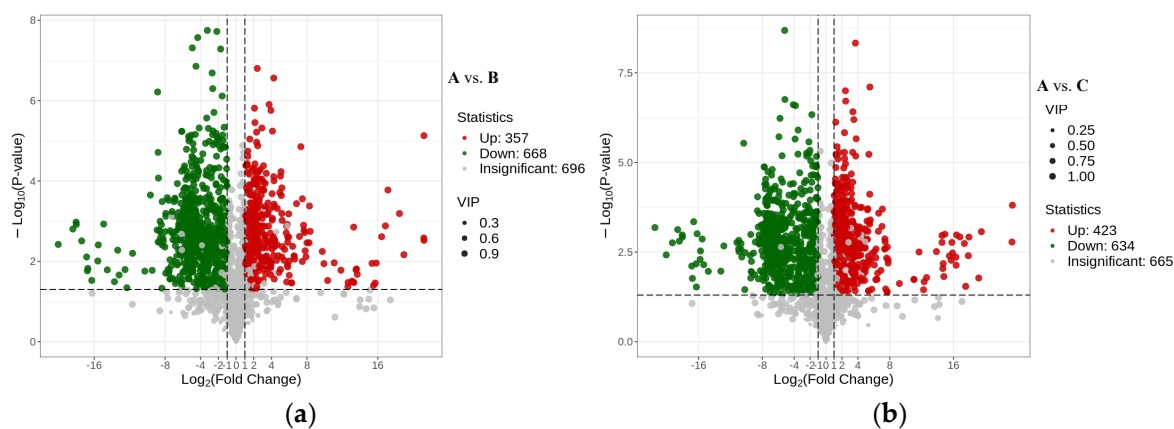 8
6
4
2
0
− Log10(P-value)
-16
-8
-4
-2
-1
0
1
2
4
8
16
Log2(Fold Change)
A vs. B
Statistics
Up: 357
Down: 668
Insignificant: 696
VIP
0.3
0.6
0.9
(a)
7.5
5.0
2.5
0.0
− Log10(P-value)
-16
-8
-4
-2
-1
0
1
2
4
8
16
Log2(Fold Change)
A vs. C
VIP
0.25
0.50
0.75
1.00
Statistics
Up: 423
Down: 634
Insignificant: 665
(b)